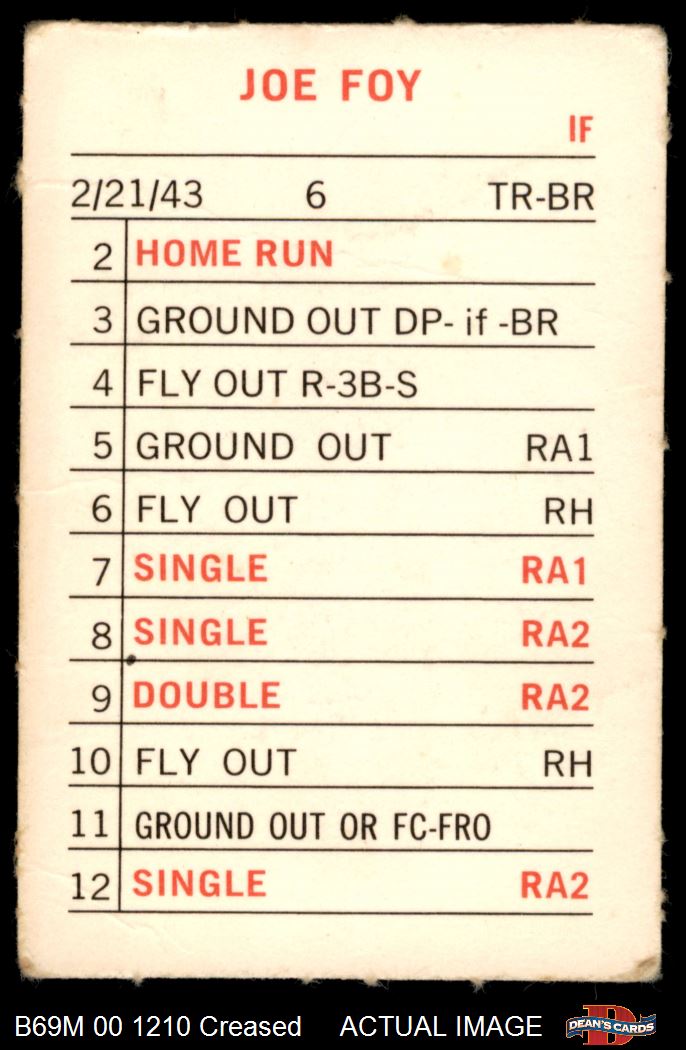 JOE FOY
IF
2/21/43 6 TR-BR
2 HOME RUN
3 GROUND OUT DP- if -BR
4 FLY OUT R-3B-S
5 GROUND OUT RA1
6 FLY OUT RH
7 SINGLE RA1
8 SINGLE RA2
9 DOUBLE RA2
10 FLY OUT RH
11 GROUND OUT OR FC-FRO
12 SINGLE RA2
B69M 00 1210 Creased ACTUAL IMAGE DEAN'S CARDS